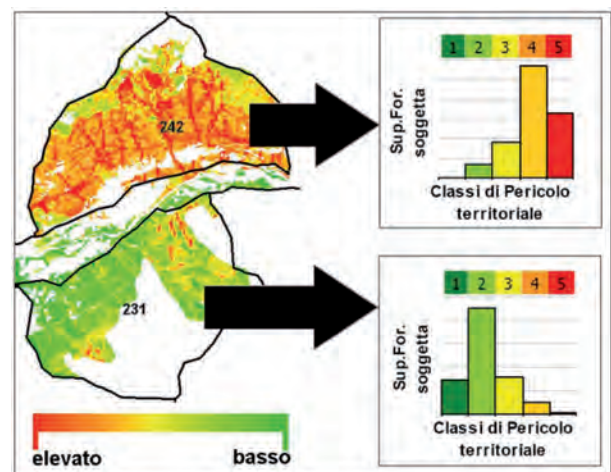 242
231
elevato basso
1 2 3 4 5
Sup.For.
soggetta
Classi di Pericolo
territoriale
1 2 3 4 5
Sup.For.
soggetta
Classi di Pericolo
territoriale